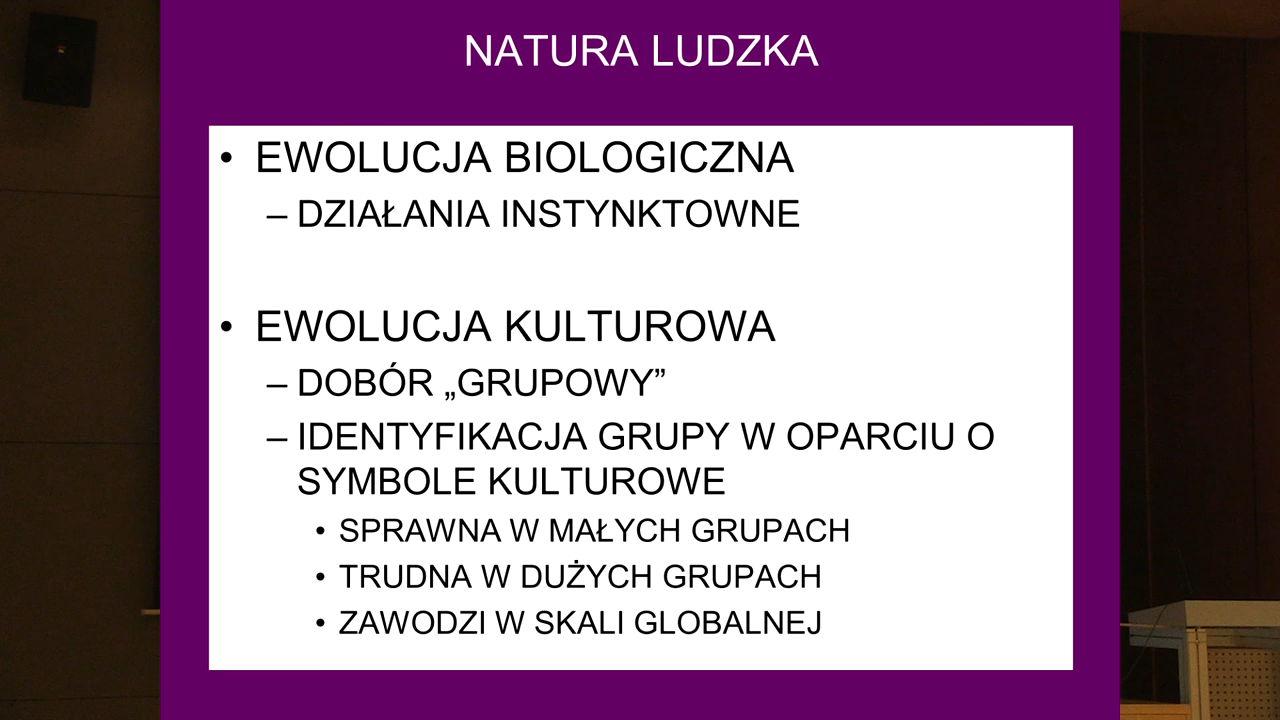 NATURA LUDZKA
• EWOLUCJA BIOLOGICZNA
– DZIAŁANIA INSTYNKTOWNE
• EWOLUCJA KULTUROWA
– DOBÓR „GRUPOWY”
– IDENTYFIKACJA GRUPY W OPARCIU O
SYMBOLE KULTUROWE
• SPRAWNA W MAŁYCH GRUPACH
• TRUDNA W DUŻYCH GRUPACH
• ZAWODZI W SKALI GLOBALNEJ